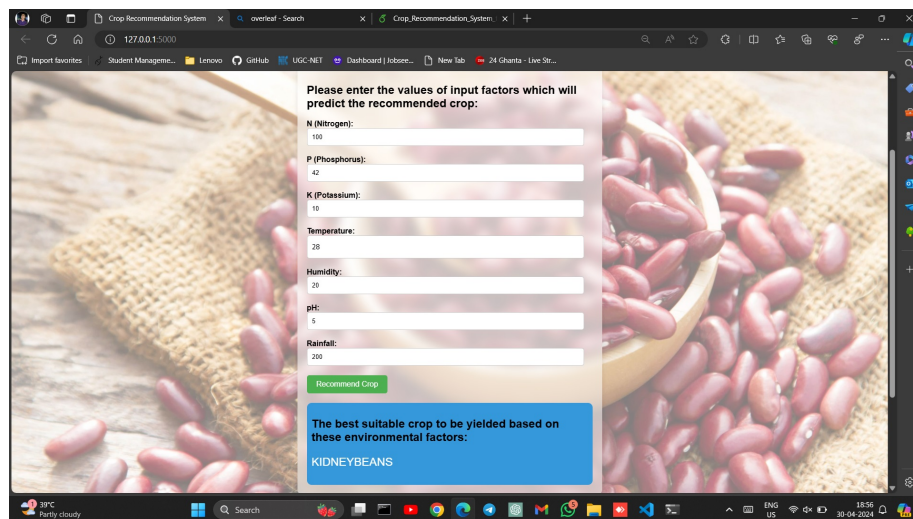 Crop Recommendation System
overleaf - Search
Crop_Recommendation_System_
127.0.0.1:5000
Import favorites
Student Manageme...
Lenovo
GitHub
UGC-NET
Dashboard | Jobsee...
New Tab
24 Ghanta - Live Str...
Please enter the values of input factors which will
predict the recommended crop:
N (Nitrogen):
100
P (Phosphorus):
42
K (Potassium):
10
Temperature:
28
Humidity:
20
pH:
5
Rainfall:
200
Recommend Crop
The best suitable crop to be yielded based on
these environmental factors:
KIDNEYBEANS
39°C
Partly cloudy
Search
ENG
US
18:56
30-04-2024